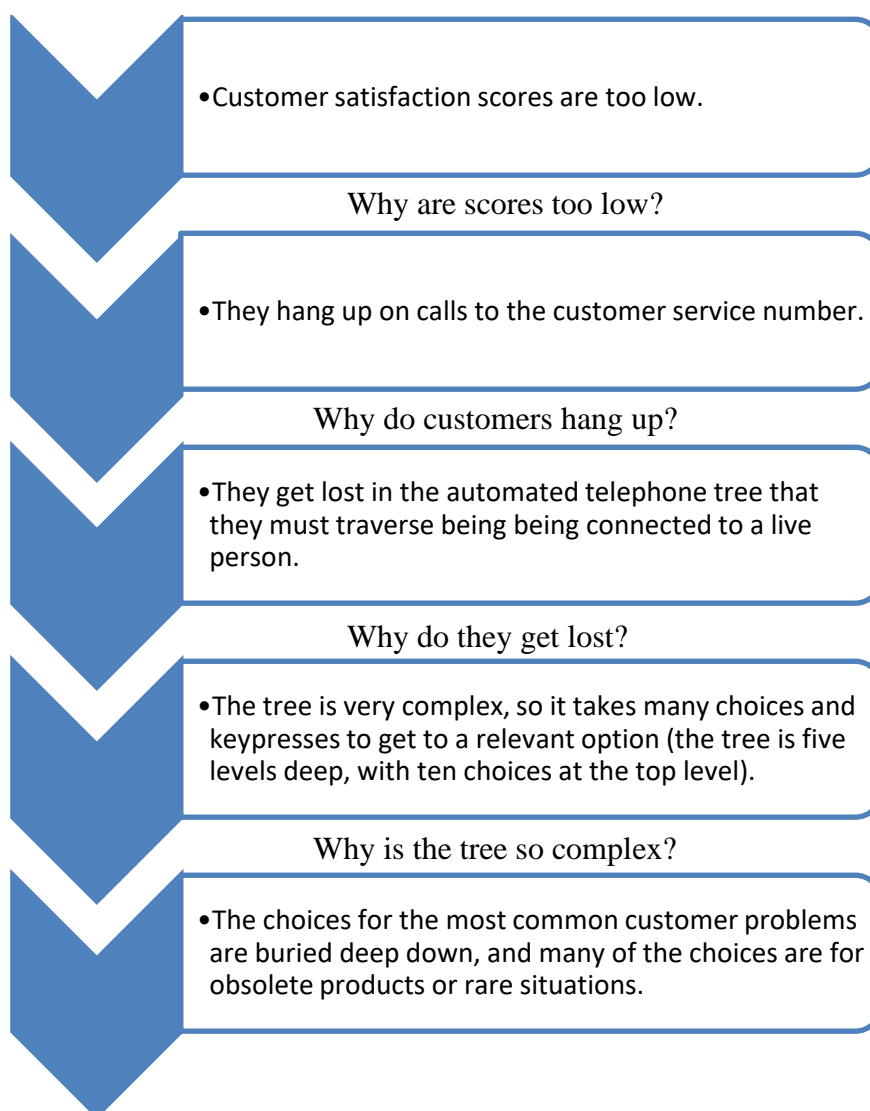 •Customer satisfaction scores are too low.
Why are scores too low?
•They hang up on calls to the customer service number.
Why do customers hang up?
•They get lost in the automated telephone tree that
they must traverse being being connected to a live
person.
Why do they get lost?
•The tree is very complex, so it takes many choices and
keypresses to get to a relevant option (the tree is five
levels deep, with ten choices at the top level).
Why is the tree so complex?
•The choices for the most common customer problems
are buried deep down, and many of the choices are for
obsolete products or rare situations.